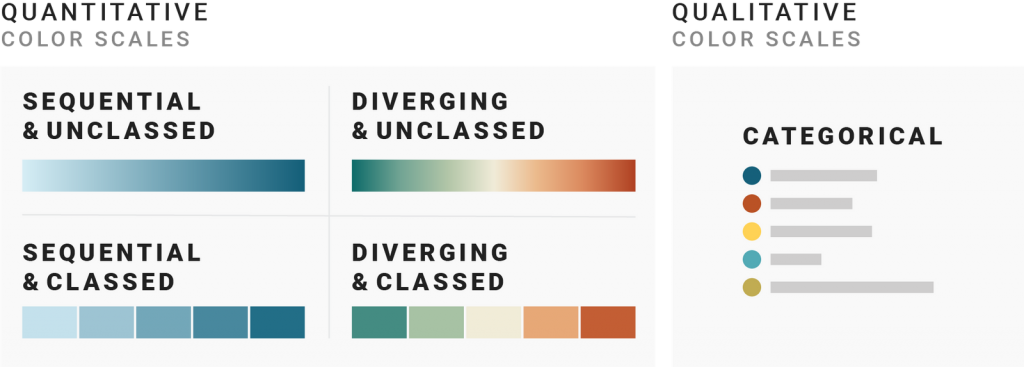 QUANTITATIVE
COLOR SCALES
SEQUENTIAL
& UNCLASSED
DIVERGING
& UNCLASSED
SEQUENTIAL
& CLASSED
DIVERGING
& CLASSED
QUALITATIVE
COLOR SCALES
CATEGORICAL